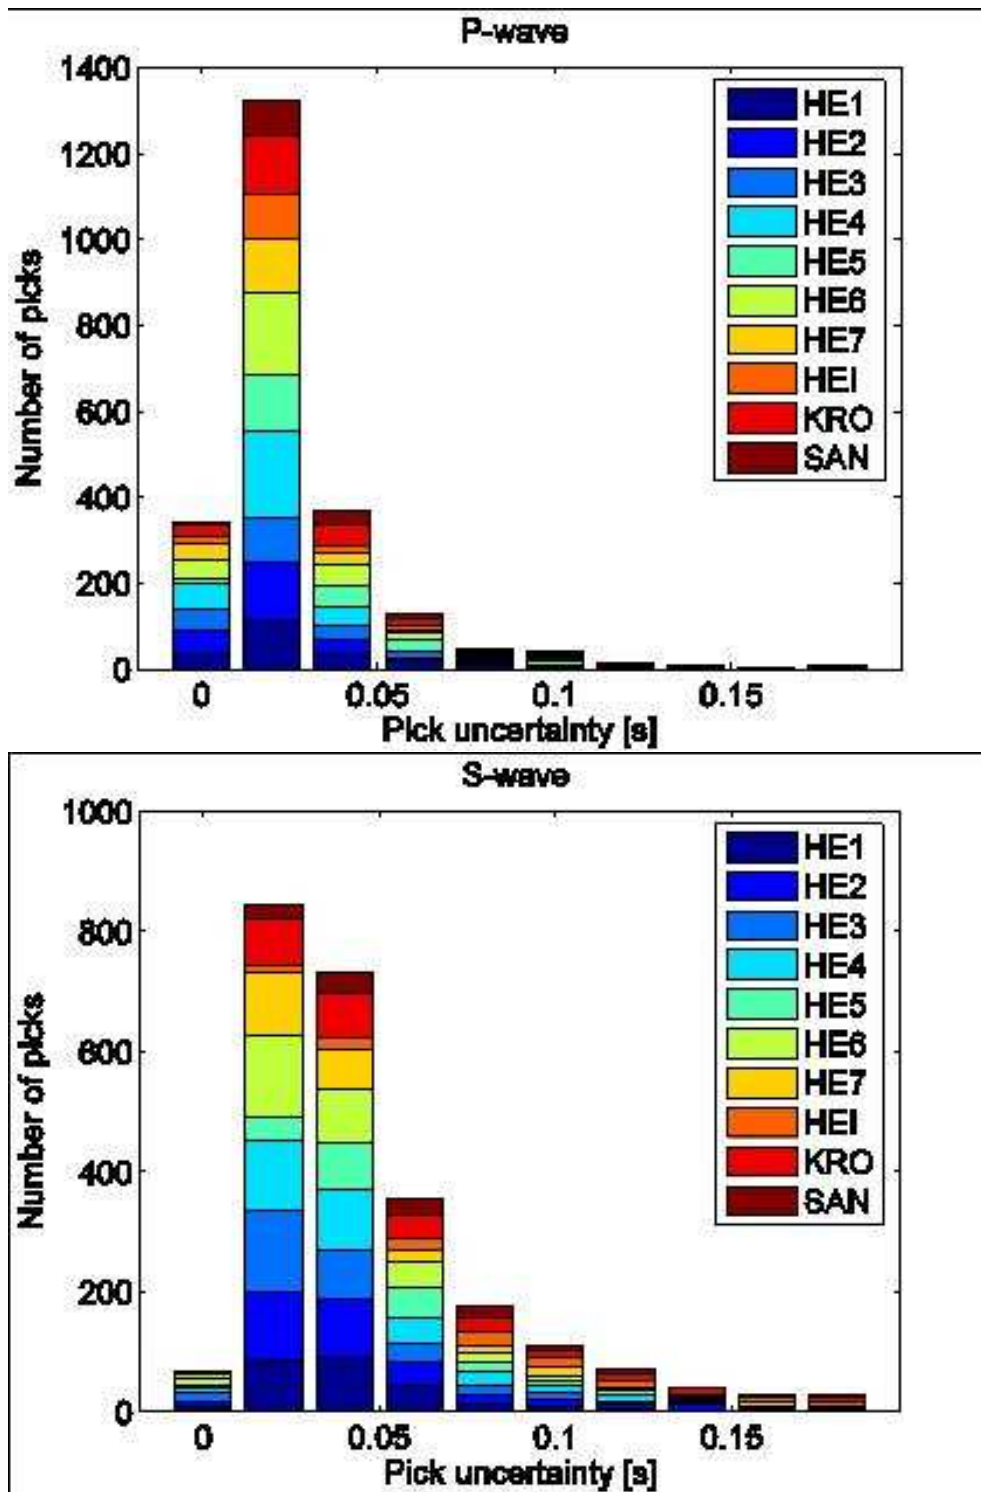 P-wave
1400
1200
1000
800
600
400
200
0
Number of picks
HE1
HE2
HE3
HE4
HE5
HE6
HE7
HEI
KRO
SAN
0 0.05 0.1 0.15
Pick uncertainty [s]
S-wave
1000
800
600
400
200
0
Number of picks
HE1
HE2
HE3
HE4
HE5
HE6
HE7
HEI
KRO
SAN
0 0.05 0.1 0.15
Pick uncertainty [s]